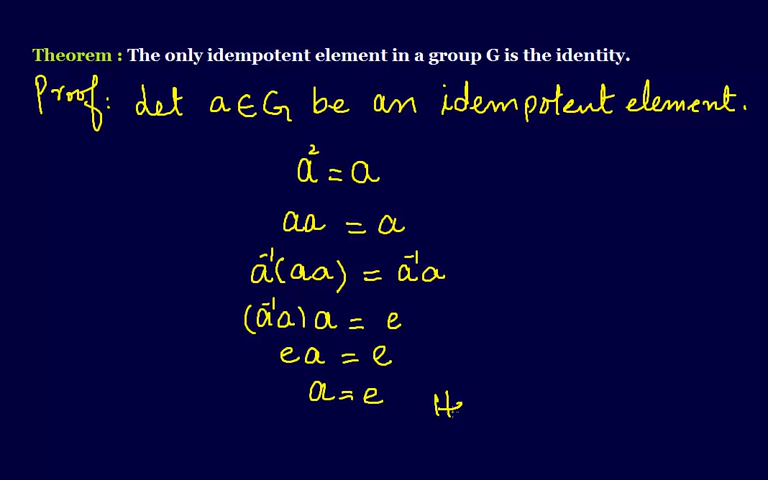 Theorem : The only idempotent element in a group G is the identity.
Proof: Let a∈G be an idempotent element.
a² = a
aa = a
a⁻¹(aa) = a⁻¹a
(a⁻¹a)a = e
ea = e
a = e